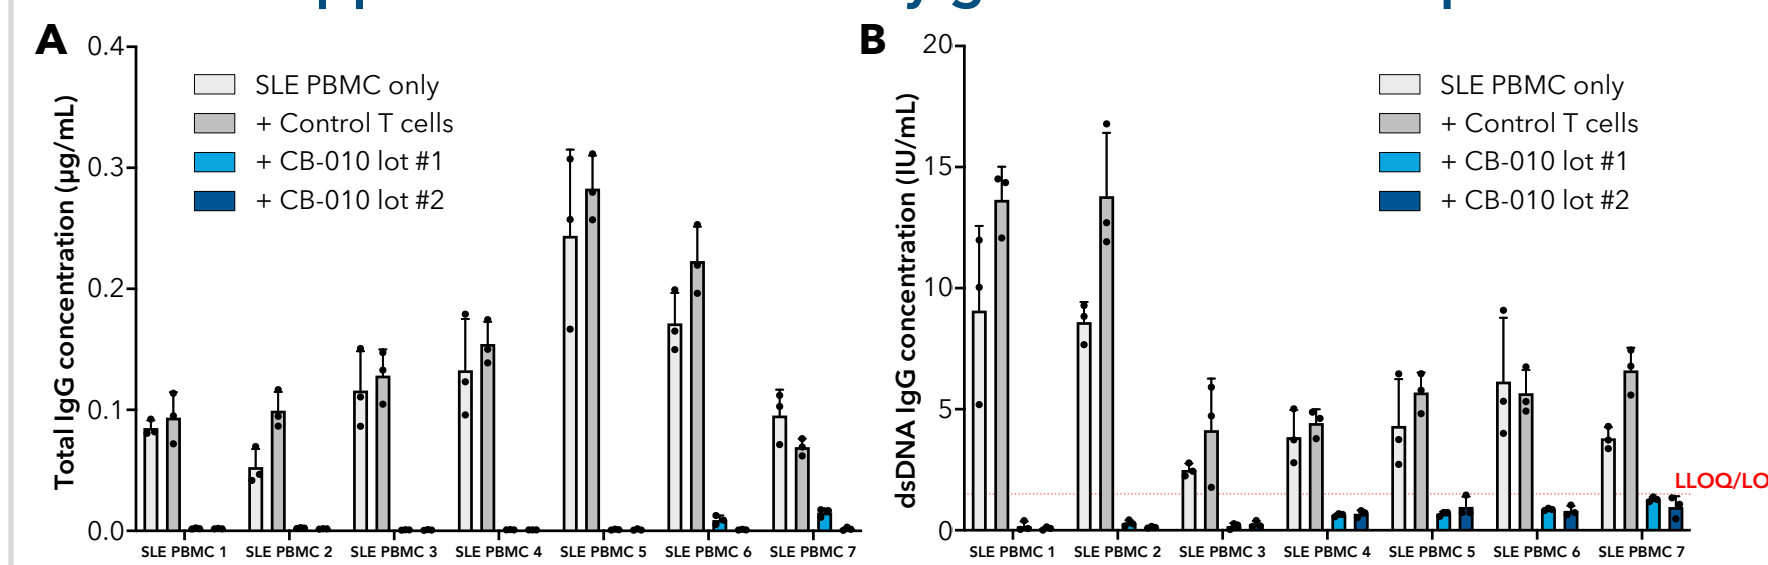 A
0.4
0.3
0.2
0.1
0.0
Total IgG concentration (µg/mL)
SLE PBMC only
+ Control T cells
+ CB-010 lot #1
+ CB-010 lot #2
SLE PBMC 1
SLE PBMC 2
SLE PBMC 3
SLE PBMC 4
SLE PBMC 5
SLE PBMC 6
SLE PBMC 7
B
20
15
10
5
0
dsDNA IgG concentration (IU/mL)
SLE PBMC only
+ Control T cells
+ CB-010 lot #1
+ CB-010 lot #2
LLOQ/LO
SLE PBMC 1
SLE PBMC 2
SLE PBMC 3
SLE PBMC 4
SLE PBMC 5
SLE PBMC 6
SLE PBMC 7